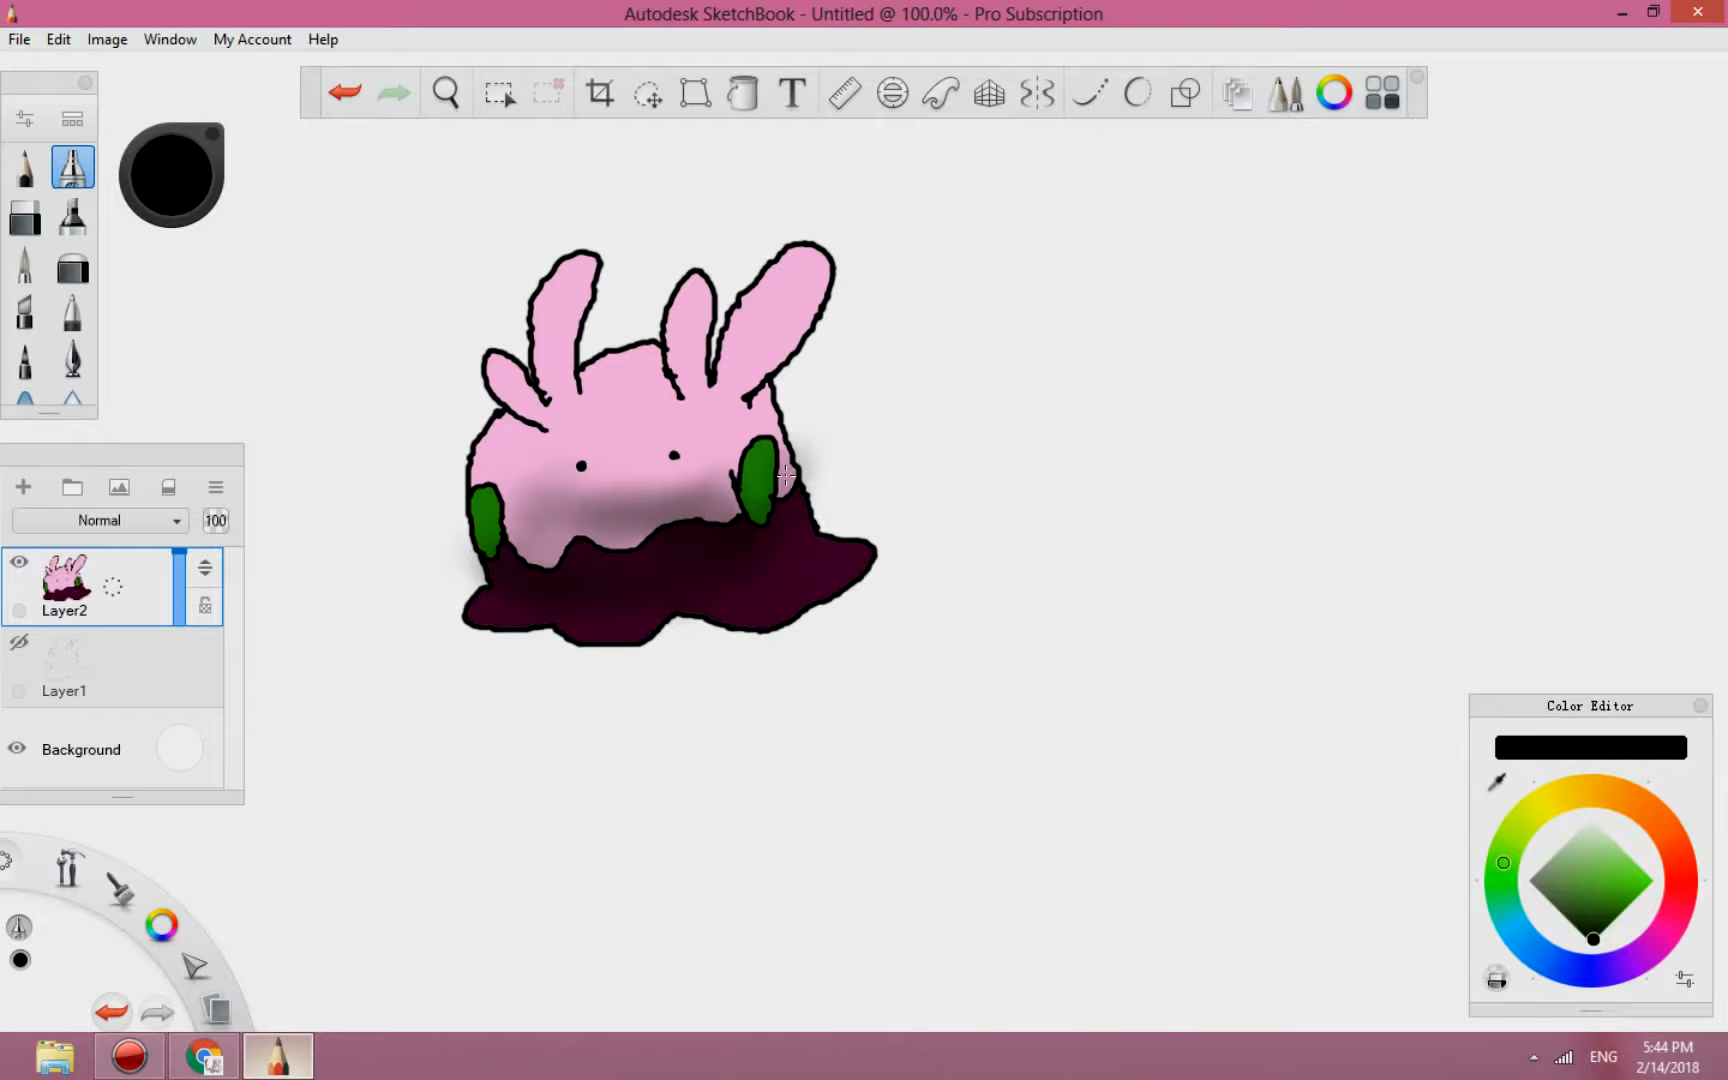 Autodesk SketchBook - Untitled @ 100.0% - Pro Subscription
File Edit Image Window My Account Help
T
Normal 100
Layer2
Layer1
Background
Color Editor
ENG
5:44 PM
2/14/2018